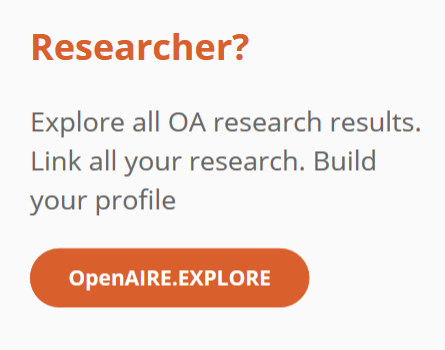 Researcher?
Explore all OA research results.
Link all your research. Build
your profile
OpenAIRE.EXPLORE